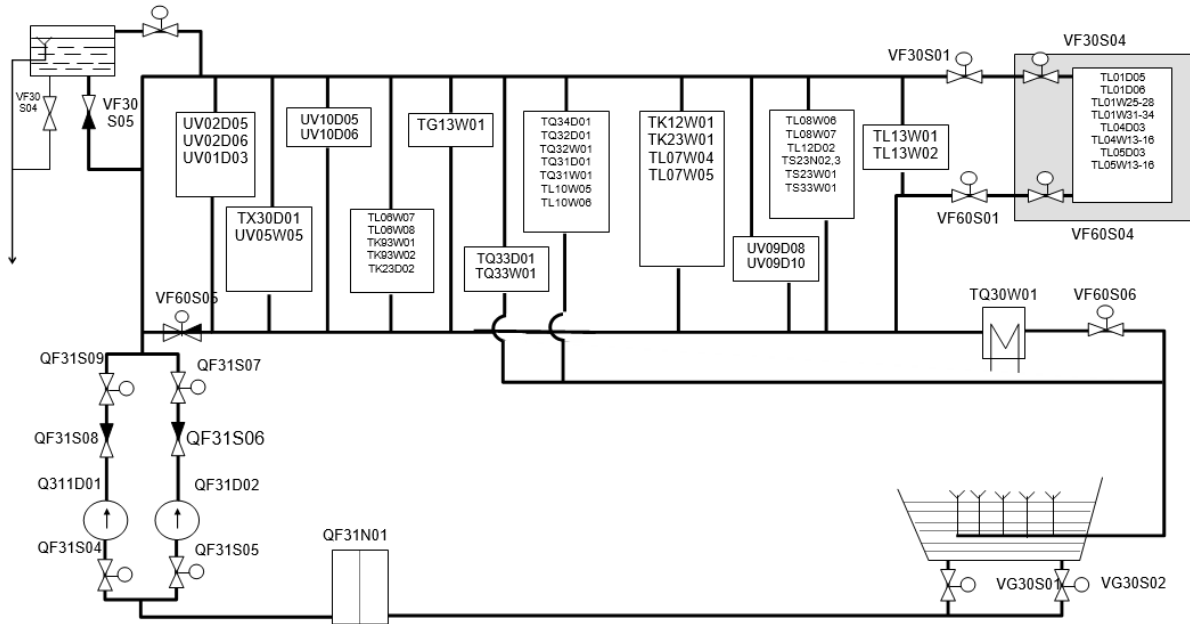 VF30S01
VF30S04
VF30
S04
VF30
S05
UV02D05
UV02D06
UV01D03
UV10D05
UV10D06
TG13W01
TQ34D01
TQ32D01
TQ32W01
TQ31D01
TQ31W01
TL10W05
TL10W06
TK12W01
TK23W01
TL07W04
TL07W05
TL08W06
TL08W07
TL12D02
TS23N02,3
TS23W01
TS33W01
TL13W01
TL13W02
TL01D05
TL01D06
TL01W25-28
TL01W31-34
TL04D03
TL04W13-16
TL05D03
TL05W13-16
TX30D01
UV05W05
TL06W07
TL06W08
TK93W01
TK93W02
TK23D02
TQ33D01
TQ33W01
UV09D08
UV09D10
VF60S01
VF60S04
VF60S05
TQ30W01
VF60S06
QF31S09
QF31S07
QF31S08
QF31S06
Q311D01
QF31D02
QF31S04
QF31S05
QF31N01
VG30S01
VG30S02